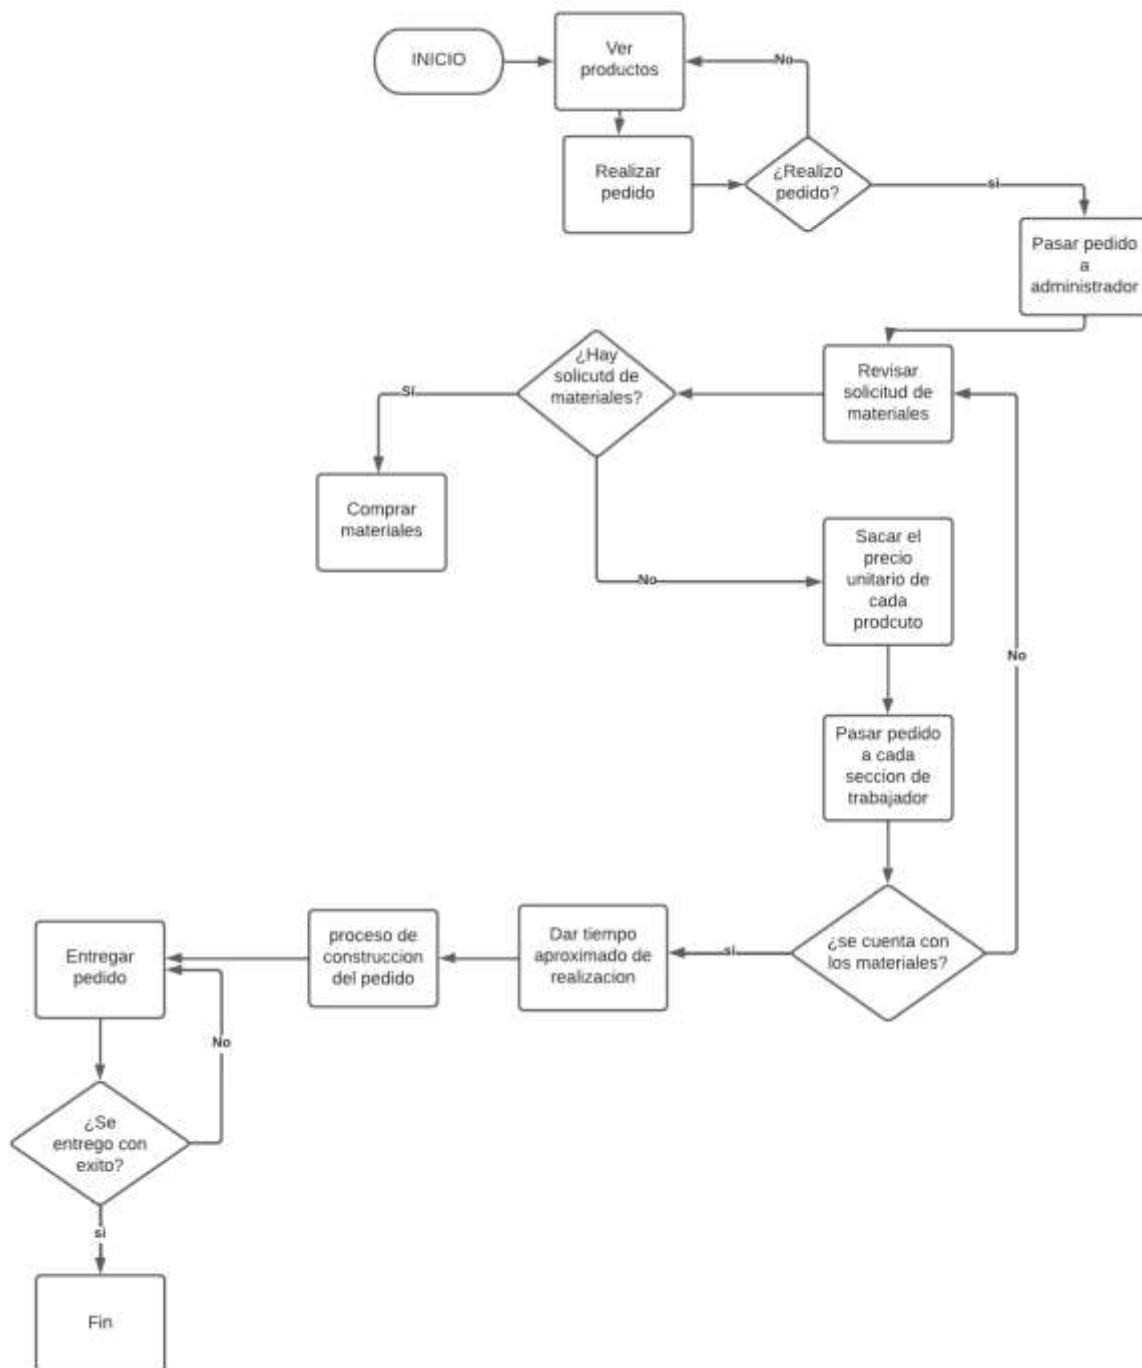 INICIO
Ver
productos
No
Realizar
pedido
¿Realizo
pedido?
si
Pasar pedido
a
administrador
Revisar
solicitud de
materiales
¿Hay
solicutd de
materiales?
Si
Comprar
materiales
No
Sacar el
precio
unitario de
cada
prodcuto
Pasar pedido
a cada
seccion de
trabajador
¿se cuenta con
los materiales?
No
si
Dar tiempo
aproximado de
realizacion
proceso de
construccion
del pedido
Entregar
pedido
No
¿Se
entrego con
exito?
si
Fin